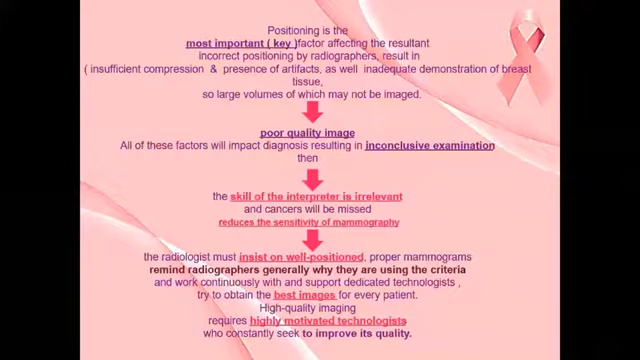 Positioning is the
most important ( key )factor affecting the resultant
incorrect positioning by radiographers, result in
( insufficient compression & presence of artifacts, as well inadequate demonstration of breast
tissue,
so large volumes of which may not be imaged.
poor quality image
All of these factors will impact diagnosis resulting in inconclusive examination
then
the skill of the interpreter is irrelevant
and cancers will be missed
reduces the sensitivity of mammography
the radiologist must insist on well-positioned, proper mammograms
remind radiographers generally why they are using the criteria
and work continuously with and support dedicated technologists ,
try to obtain the best images for every patient.
High-quality imaging
requires highly motivated technologists
who constantly seek to improve its quality.